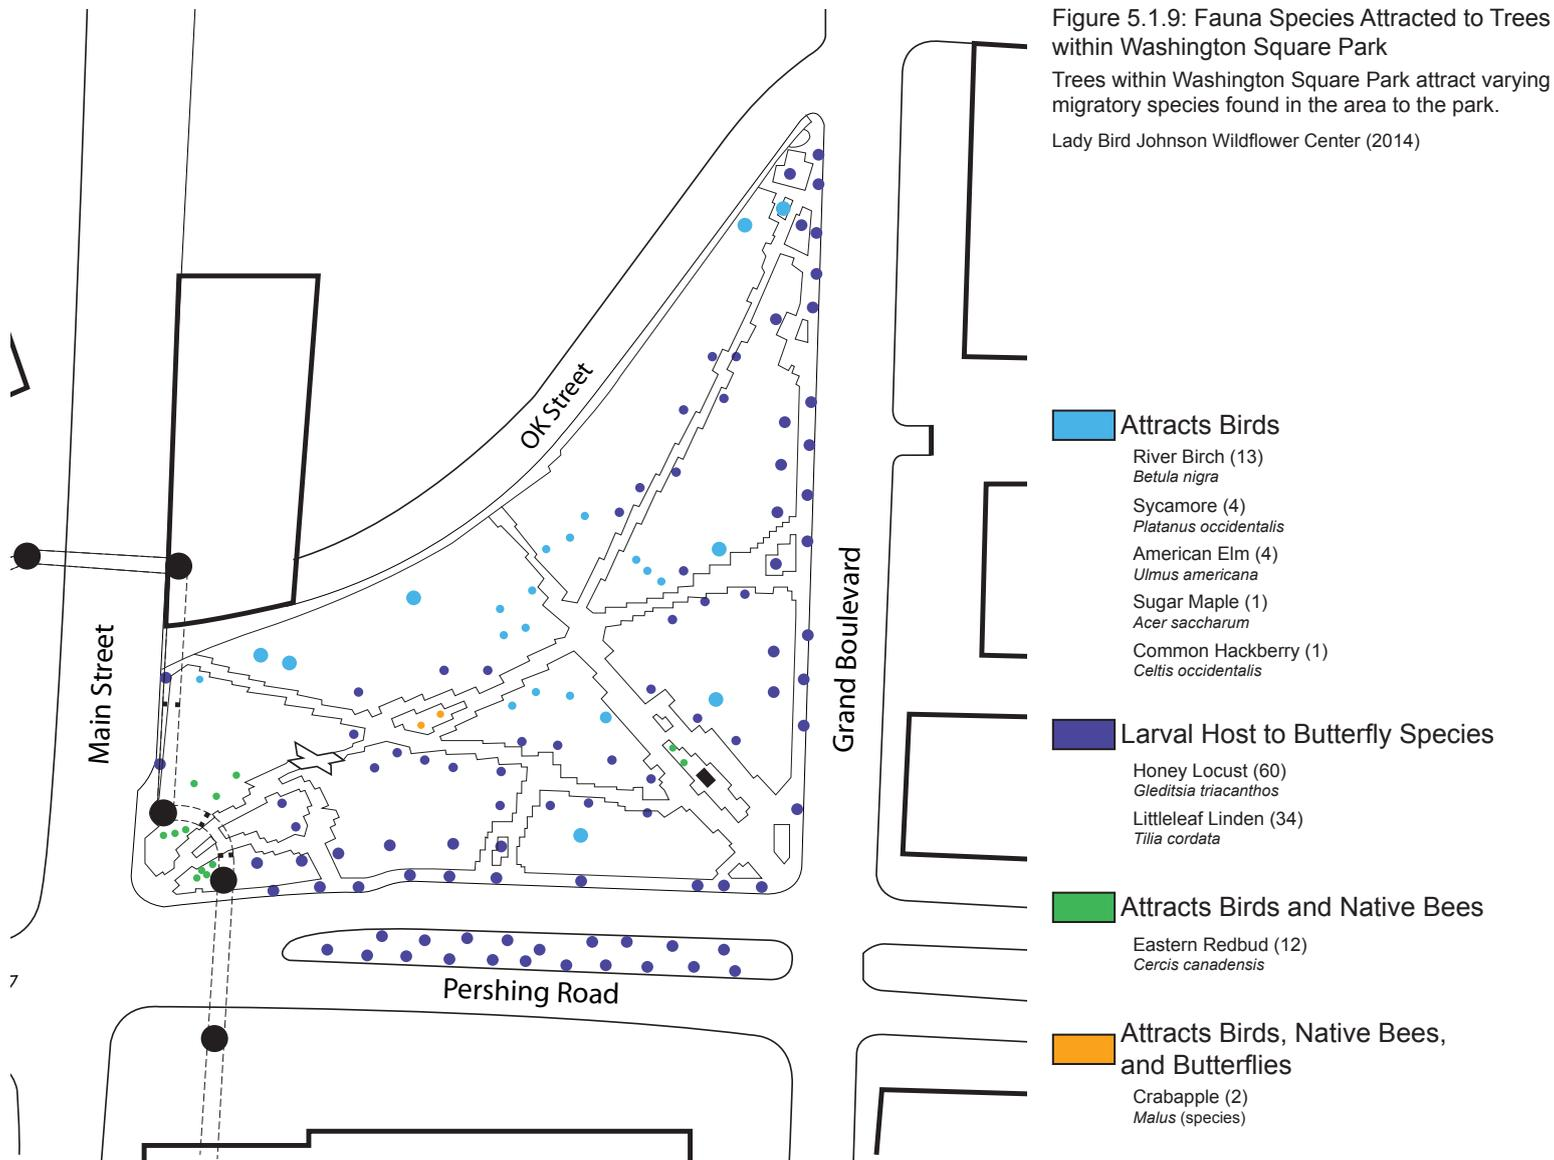 Figure 5.1.9: Fauna Species Attracted to Trees
within Washington Square Park
Trees within Washington Square Park attract varying
migratory species found in the area to the park.
Lady Bird Johnson Wildflower Center (2014)
OK Street
Main Street
Grand Boulevard
Pershing Road
7
Attracts Birds
River Birch (13)
Betula nigra
Sycamore (4)
Platanus occidentalis
American Elm (4)
Ulmus americana
Sugar Maple (1)
Acer saccharum
Common Hackberry (1)
Celtis occidentalis
Larval Host to Butterfly Species
Honey Locust (60)
Gleditsia triacanthos
Littleleaf Linden (34)
Tilia cordata
Attracts Birds and Native Bees
Eastern Redbud (12)
Cercis canadensis
Attracts Birds, Native Bees,
and Butterflies
Crabapple (2)
Malus (species)